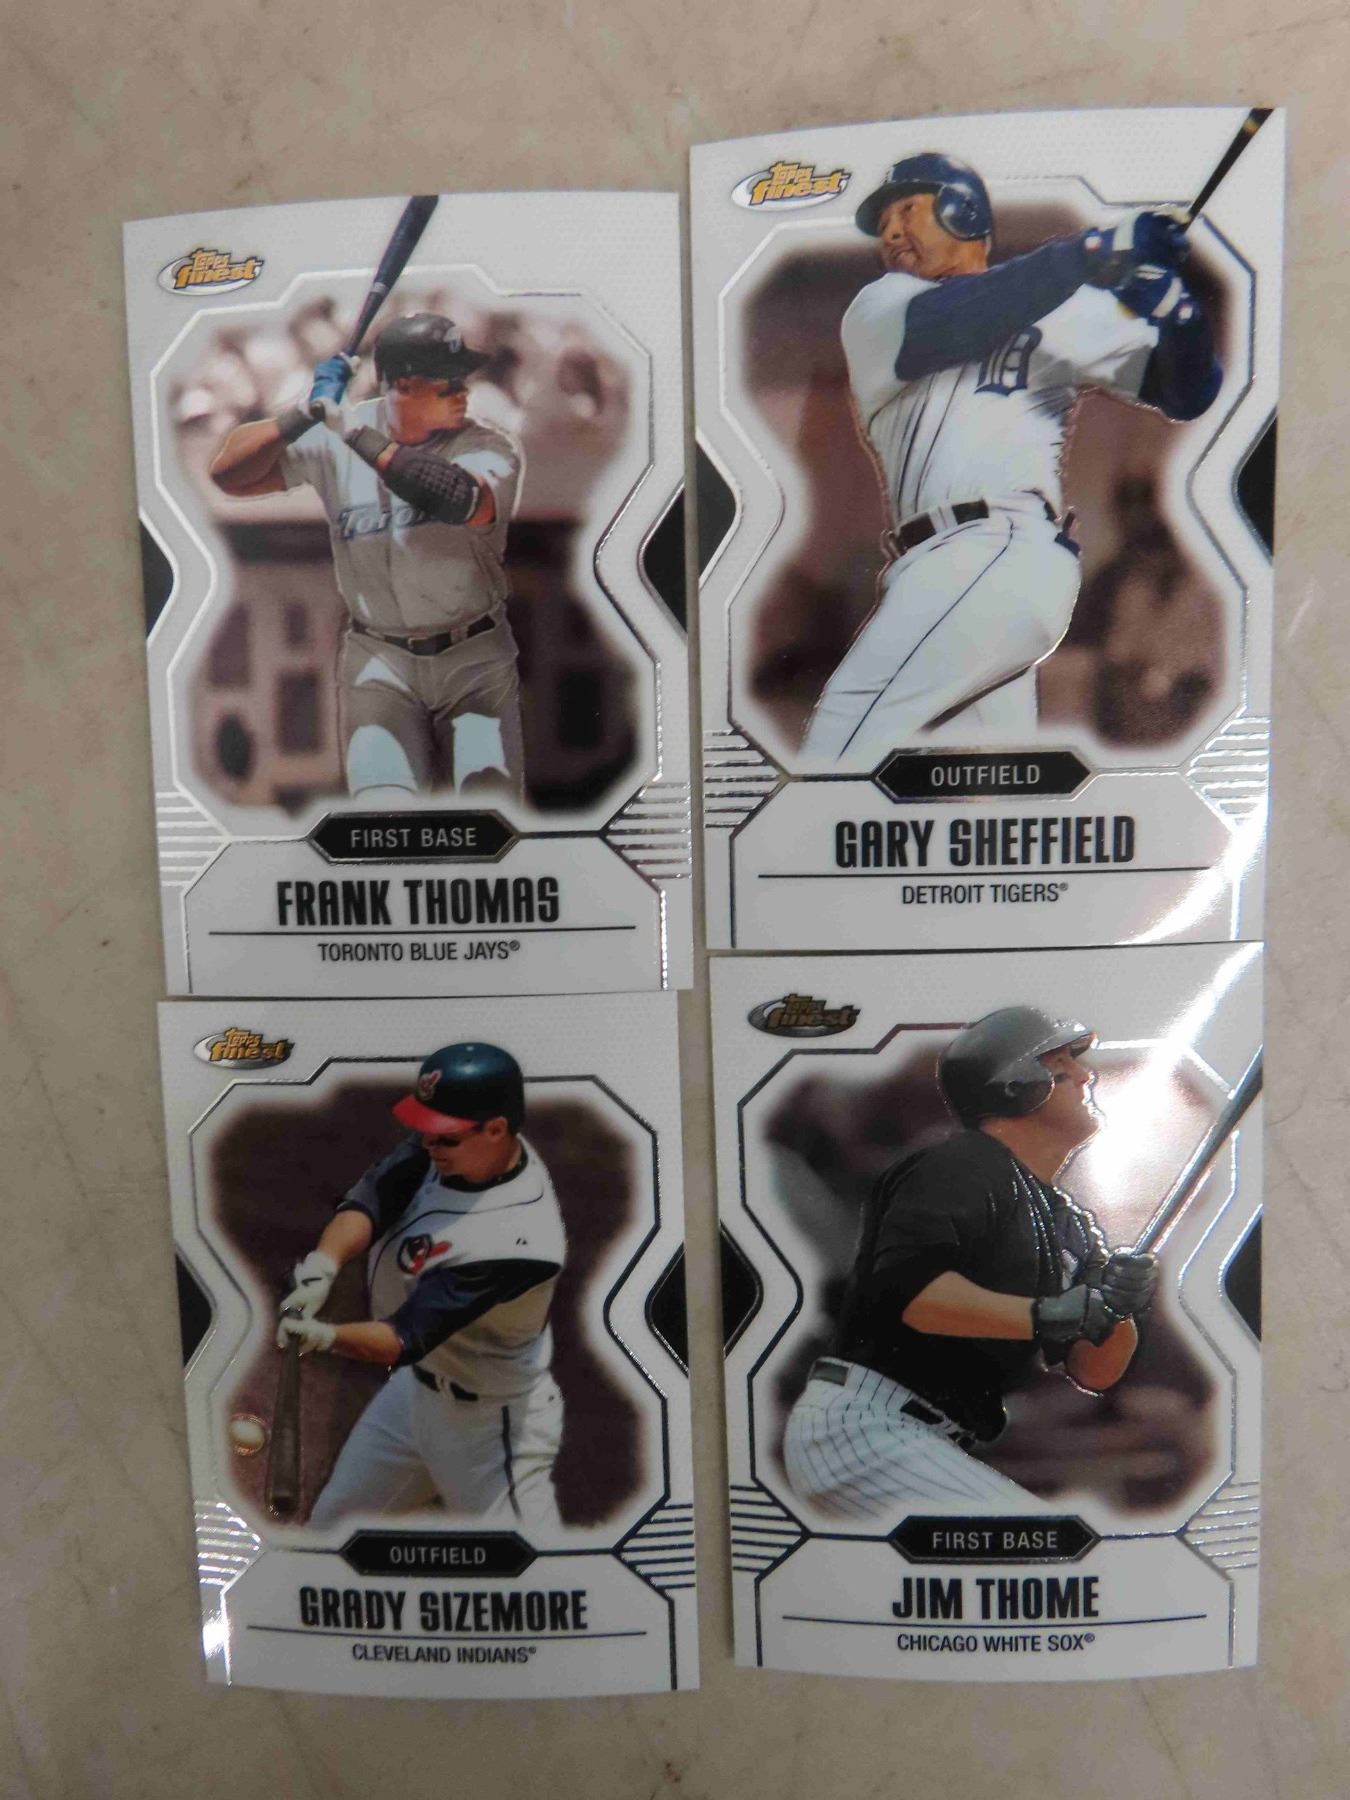 Topps
finest
FIRST BASE
FRANK THOMAS
TORONTO BLUE JAYS®
Topps
finest
D
OUTFIELD
GARY SHEFFIELD
DETROIT TIGERS®
Topps
finest
OUTFIELD
GRADY SIZEMORE
CLEVELAND INDIANS®
Topps
finest
FIRST BASE
JIM THOME
CHICAGO WHITE SOX®